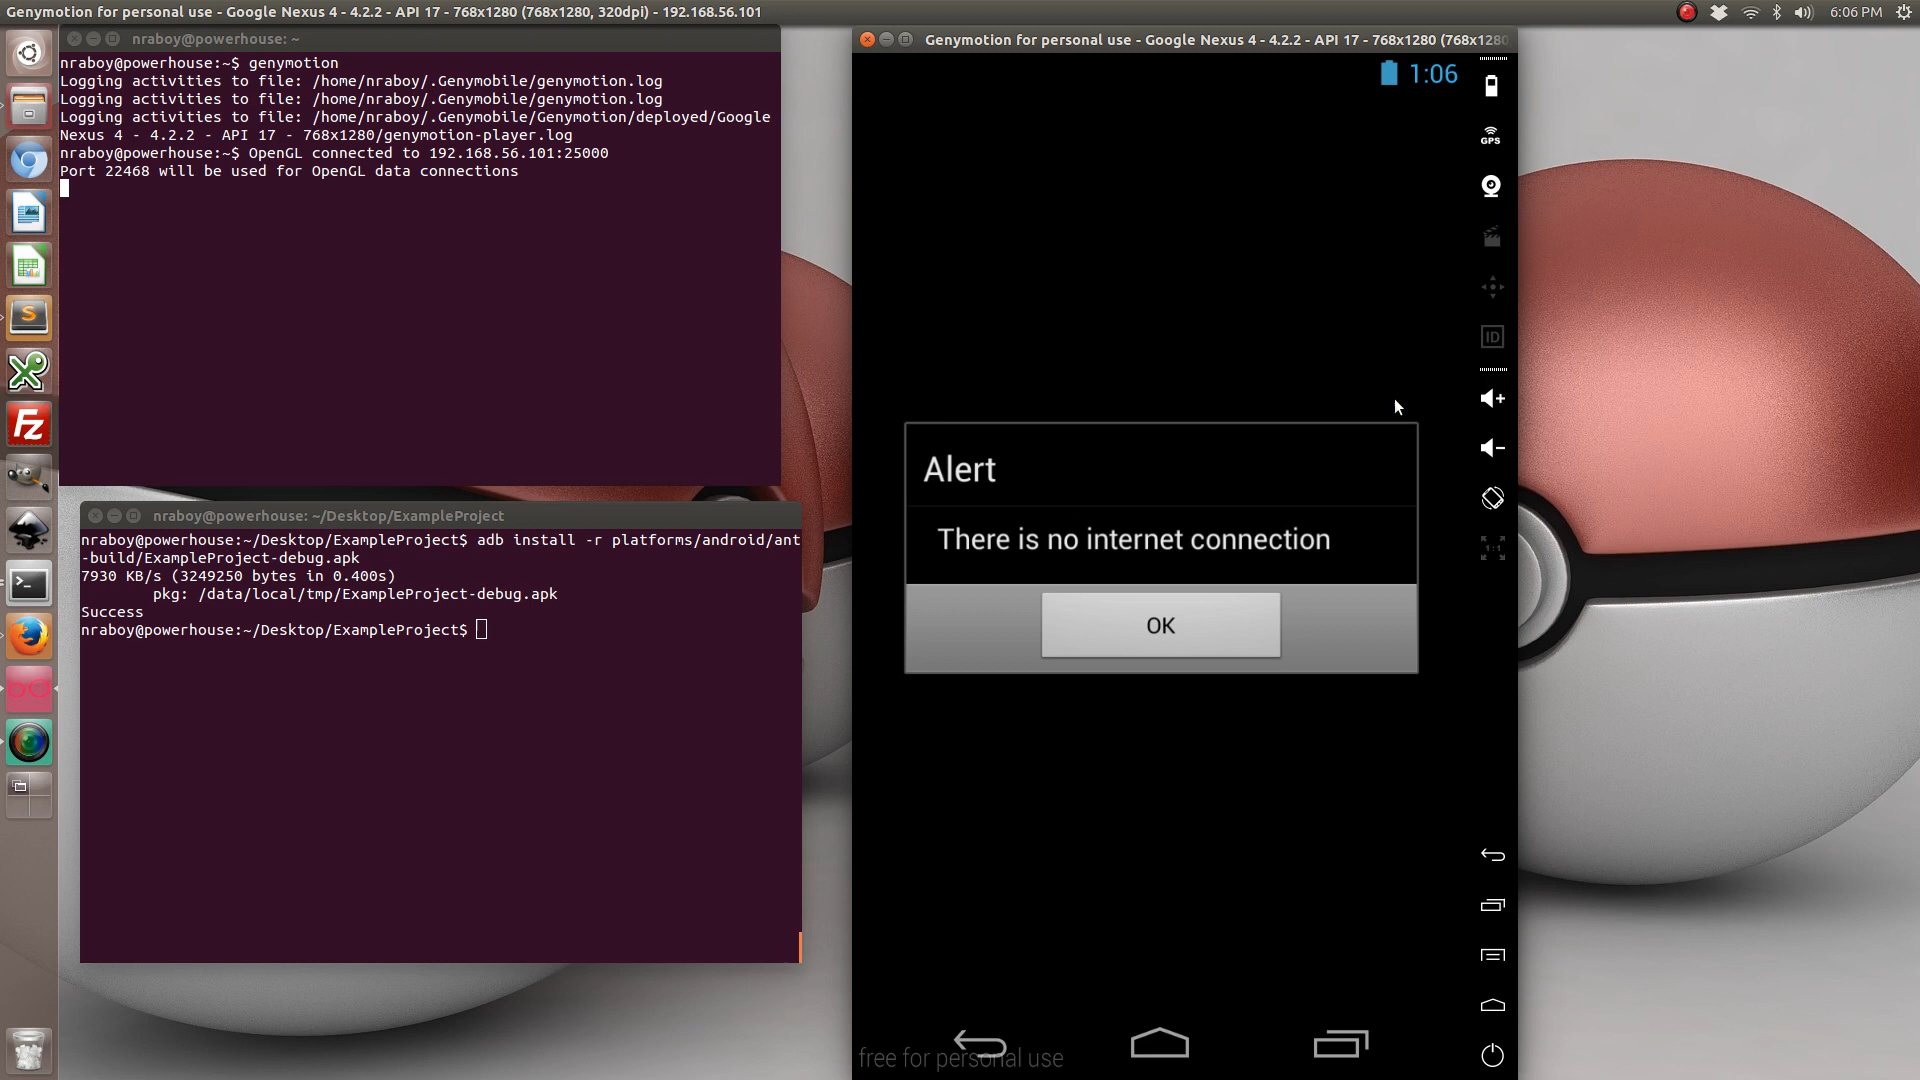 Genymotion for personal use - Google Nexus 4 - 4.2.2 - API 17 - 768x1280 (768x1280, 320dpi) - 192.168.56.101
6:06 PM
nraboy@powerhouse: ~
nraboy@powerhouse:~$ genymotion
Logging activities to file: /home/nraboy/.Genymobile/genymotion.log
Logging activities to file: /home/nraboy/.Genymobile/genymotion.log
Logging activities to file: /home/nraboy/.Genymobile/Genymotion/deployed/Google
Nexus 4 - 4.2.2 - API 17 - 768x1280/genymotion-player.log
nraboy@powerhouse:~$ OpenGL connected to 192.168.56.101:25000
Port 22468 will be used for OpenGL data connections
nraboy@powerhouse: ~/Desktop/ExampleProject
nraboy@powerhouse:~/Desktop/ExampleProject$ adb install -r platforms/android/ant
-build/ExampleProject-debug.apk
7930 KB/s (3249250 bytes in 0.400s)
pkg: /data/local/tmp/ExampleProject-debug.apk
Success
nraboy@powerhouse:~/Desktop/ExampleProject$
Genymotion for personal use - Google Nexus 4 - 4.2.2 - API 17 - 768x1280 (768x1280
1:06
GPS
ID
1:1
Alert
There is no internet connection
OK
free for personal use
S
X
Fz
>_